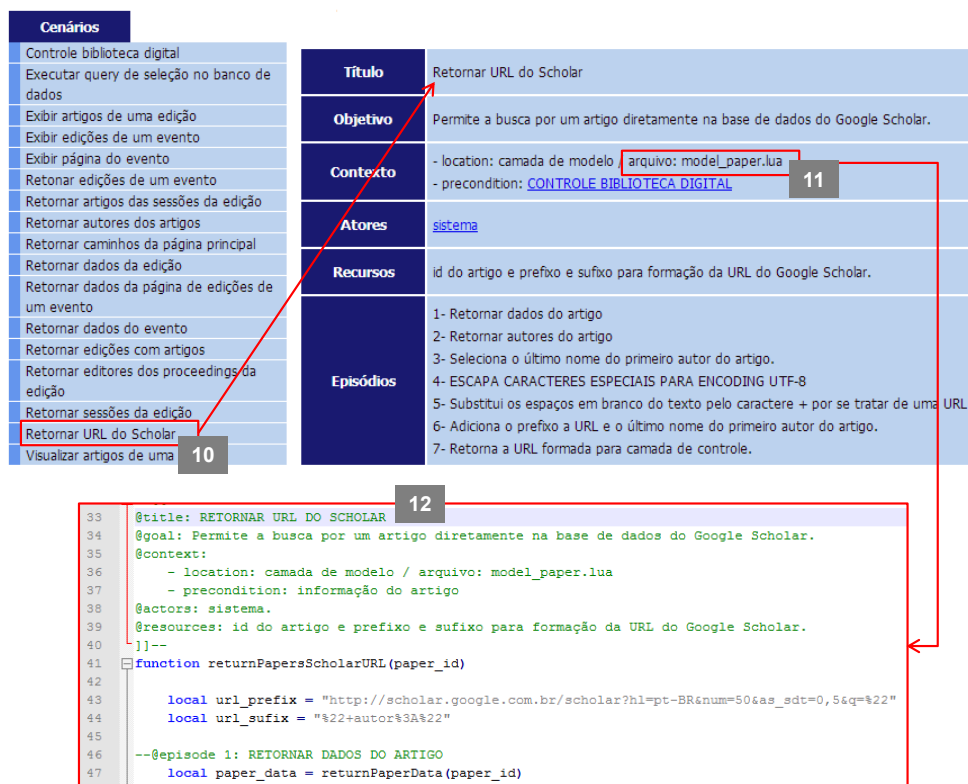 Cenários
Controle biblioteca digital
Executar query de seleção no banco de
dados
Exibir artigos de uma edição
Exibir edições de um evento
Exibir página do evento
Retonar edições de um evento
Retornar artigos das sessões da edição
Retornar autores dos artigos
Retornar caminhos da página principal
Retornar dados da edição
Retornar dados da página de edições de
um evento
Retornar dados do evento
Retornar edições com artigos
Retornar editores dos proceedings da
edição
Retornar sessões da edição
Retornar URL do Scholar
Visualizar artigos de uma
10
Título
Retornar URL do Scholar
Objetivo
Permite a busca por um artigo diretamente na base de dados do Google Scholar.
Contexto
- location: camada de modelo / arquivo: model_paper.lua
- precondition: CONTROLE BIBLIOTECA DIGITAL
11
Atores
sistema
Recursos
id do artigo e prefixo e sufixo para formação da URL do Google Scholar.
Episódios
1- Retornar dados do artigo
2- Retornar autores do artigo
3- Seleciona o último nome do primeiro autor do artigo.
4- ESCAPA CARACTERES ESPECIAIS PARA ENCODING UTF-8
5- Substitui os espaços em branco do texto pelo caractere + por se tratar de uma URL
6- Adiciona o prefixo a URL e o último nome do primeiro autor do artigo.
7- Retorna a URL formada para camada de controle.
12
33 @title: RETORNAR URL DO SCHOLAR
34 @goal: Permite a busca por um artigo diretamente na base de dados do Google Scholar.
35 @context:
36 - location: camada de modelo / arquivo: model_paper.lua
37 - precondition: informação do artigo
38 @actors: sistema.
39 @resources: id do artigo e prefixo e sufixo para formação da URL do Google Scholar.
40 ]]--
41 function returnPapersScholarURL(paper_id)
42
43 local url_prefix = "http://scholar.google.com.br/scholar?hl=pt-BR&num=50&as_sdt=0,5&q=%22"
44 local url_sufix = "%22+autor%3A%22"
45
46 --@episode 1: RETORNAR DADOS DO ARTIGO
47 local paper_data = returnPaperData(paper_id)